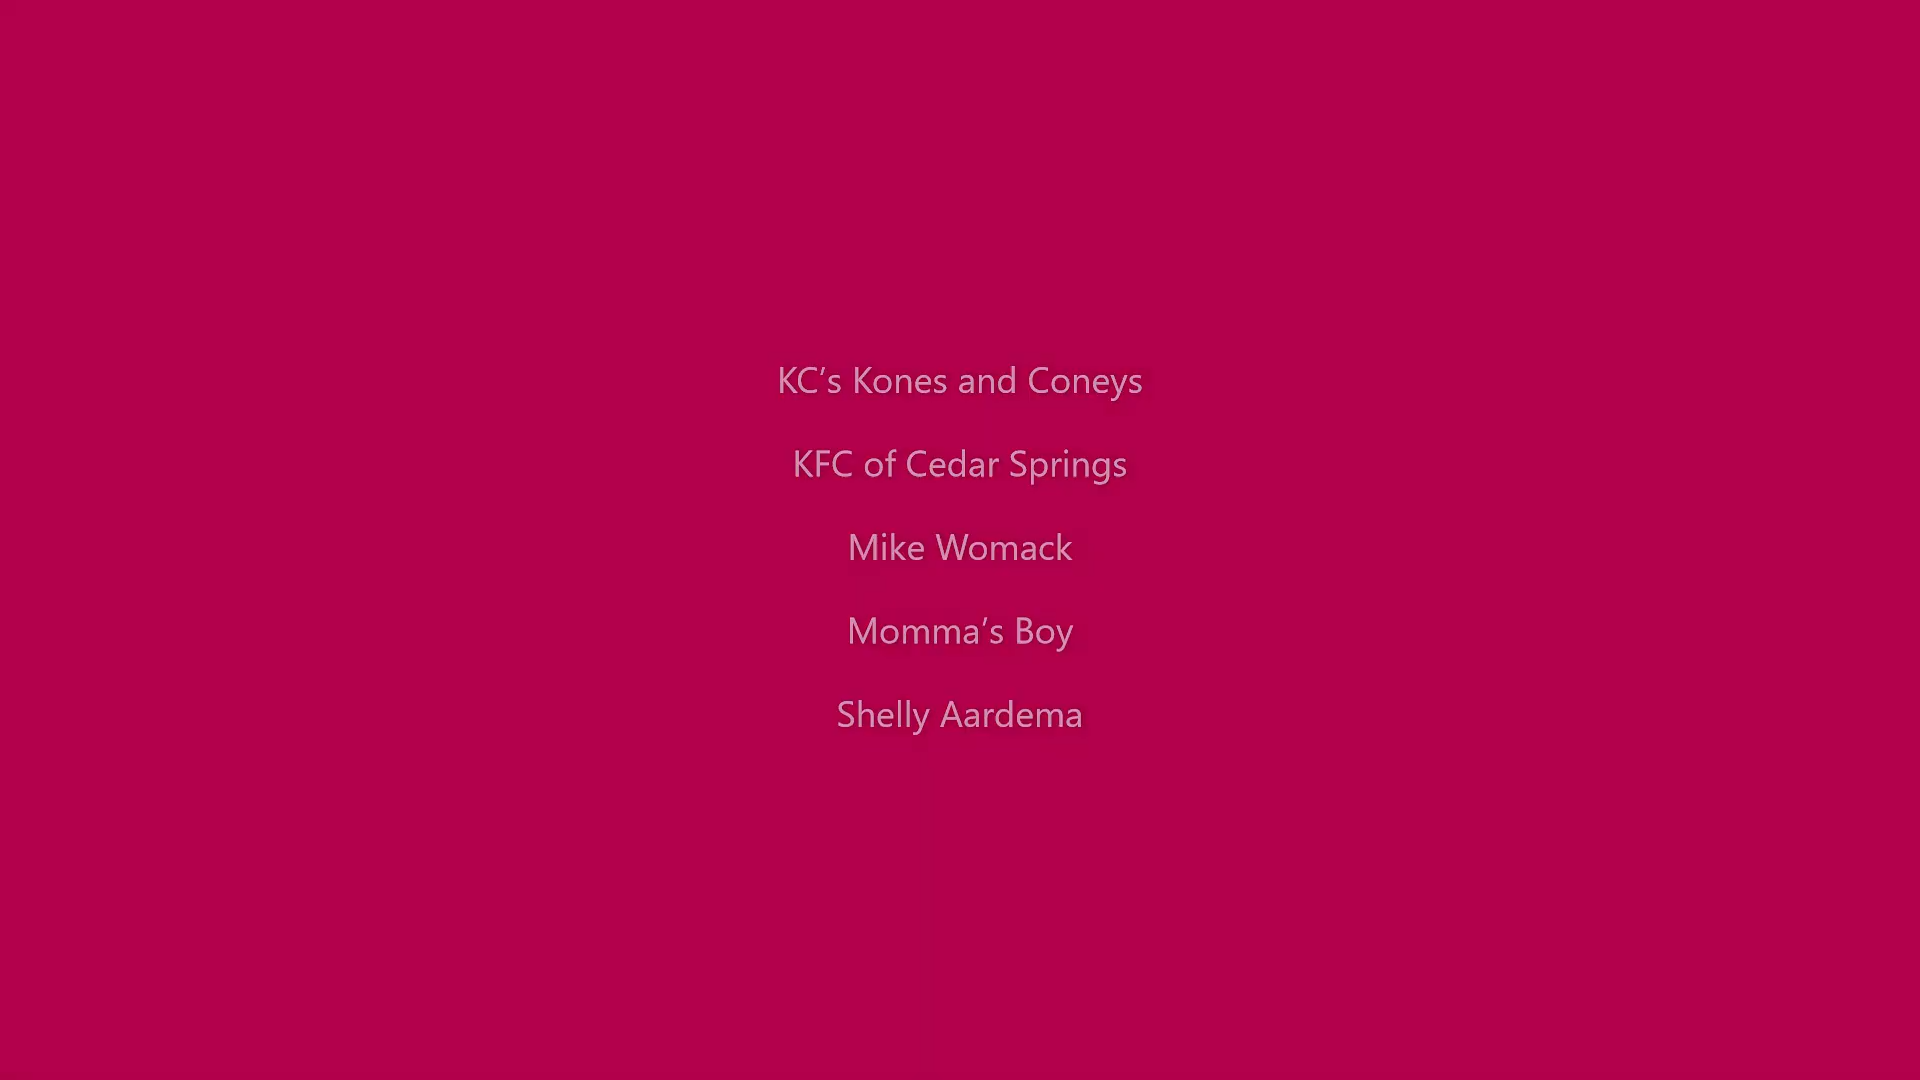 KC’s Kones and Coneys
KFC of Cedar Springs
Mike Womack
Momma’s Boy
Shelly Aardema